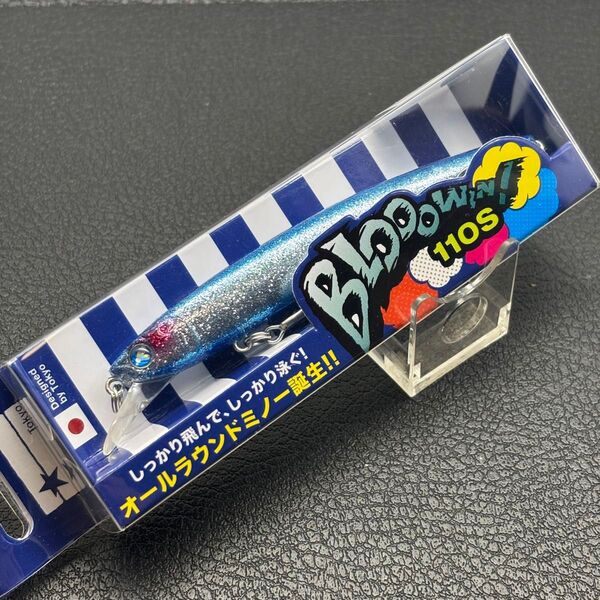 BLOOOWIN!
110S
Designed
by Tokyo
Tokyo
しっかり飛んで、しっかり泳ぐ!
オールラウンドミノー誕生!!